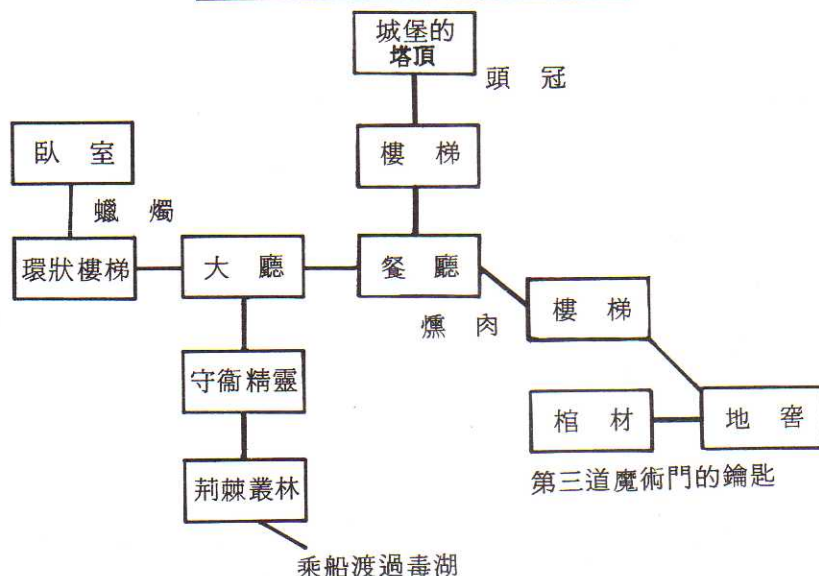 城堡的
塔頂
頭冠
臥室
樓梯
蠟燭
環狀樓梯
大廳
餐廳
燻肉
樓梯
守衞精靈
棺材
地窖
第三道魔術門的鑰匙
荊棘叢林
乘船渡過毒湖